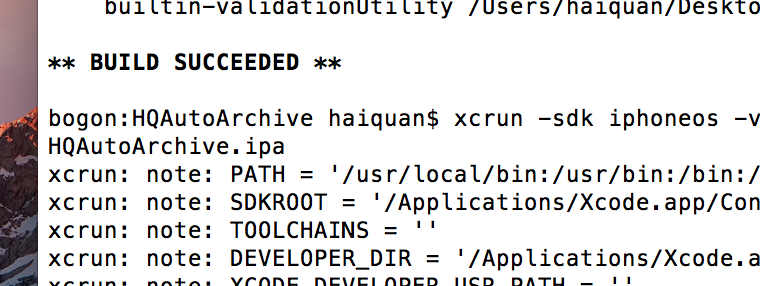 builtin-validationUtility /Users/haiquan/Deskto
** BUILD SUCCEEDED **
bogon:HQAutoArchive haiquan$ xcrun -sdk iphoneos -v
HQAutoArchive.ipa
xcrun: note: PATH = '/usr/local/bin:/usr/bin:/bin:/
xcrun: note: SDKROOT = '/Applications/Xcode.app/Con
xcrun: note: TOOLCHAINS = ''
xcrun: note: DEVELOPER_DIR = '/Applications/Xcode.a
xcrun: note: XCODE_DEVELOPER_USR_PATH = ''